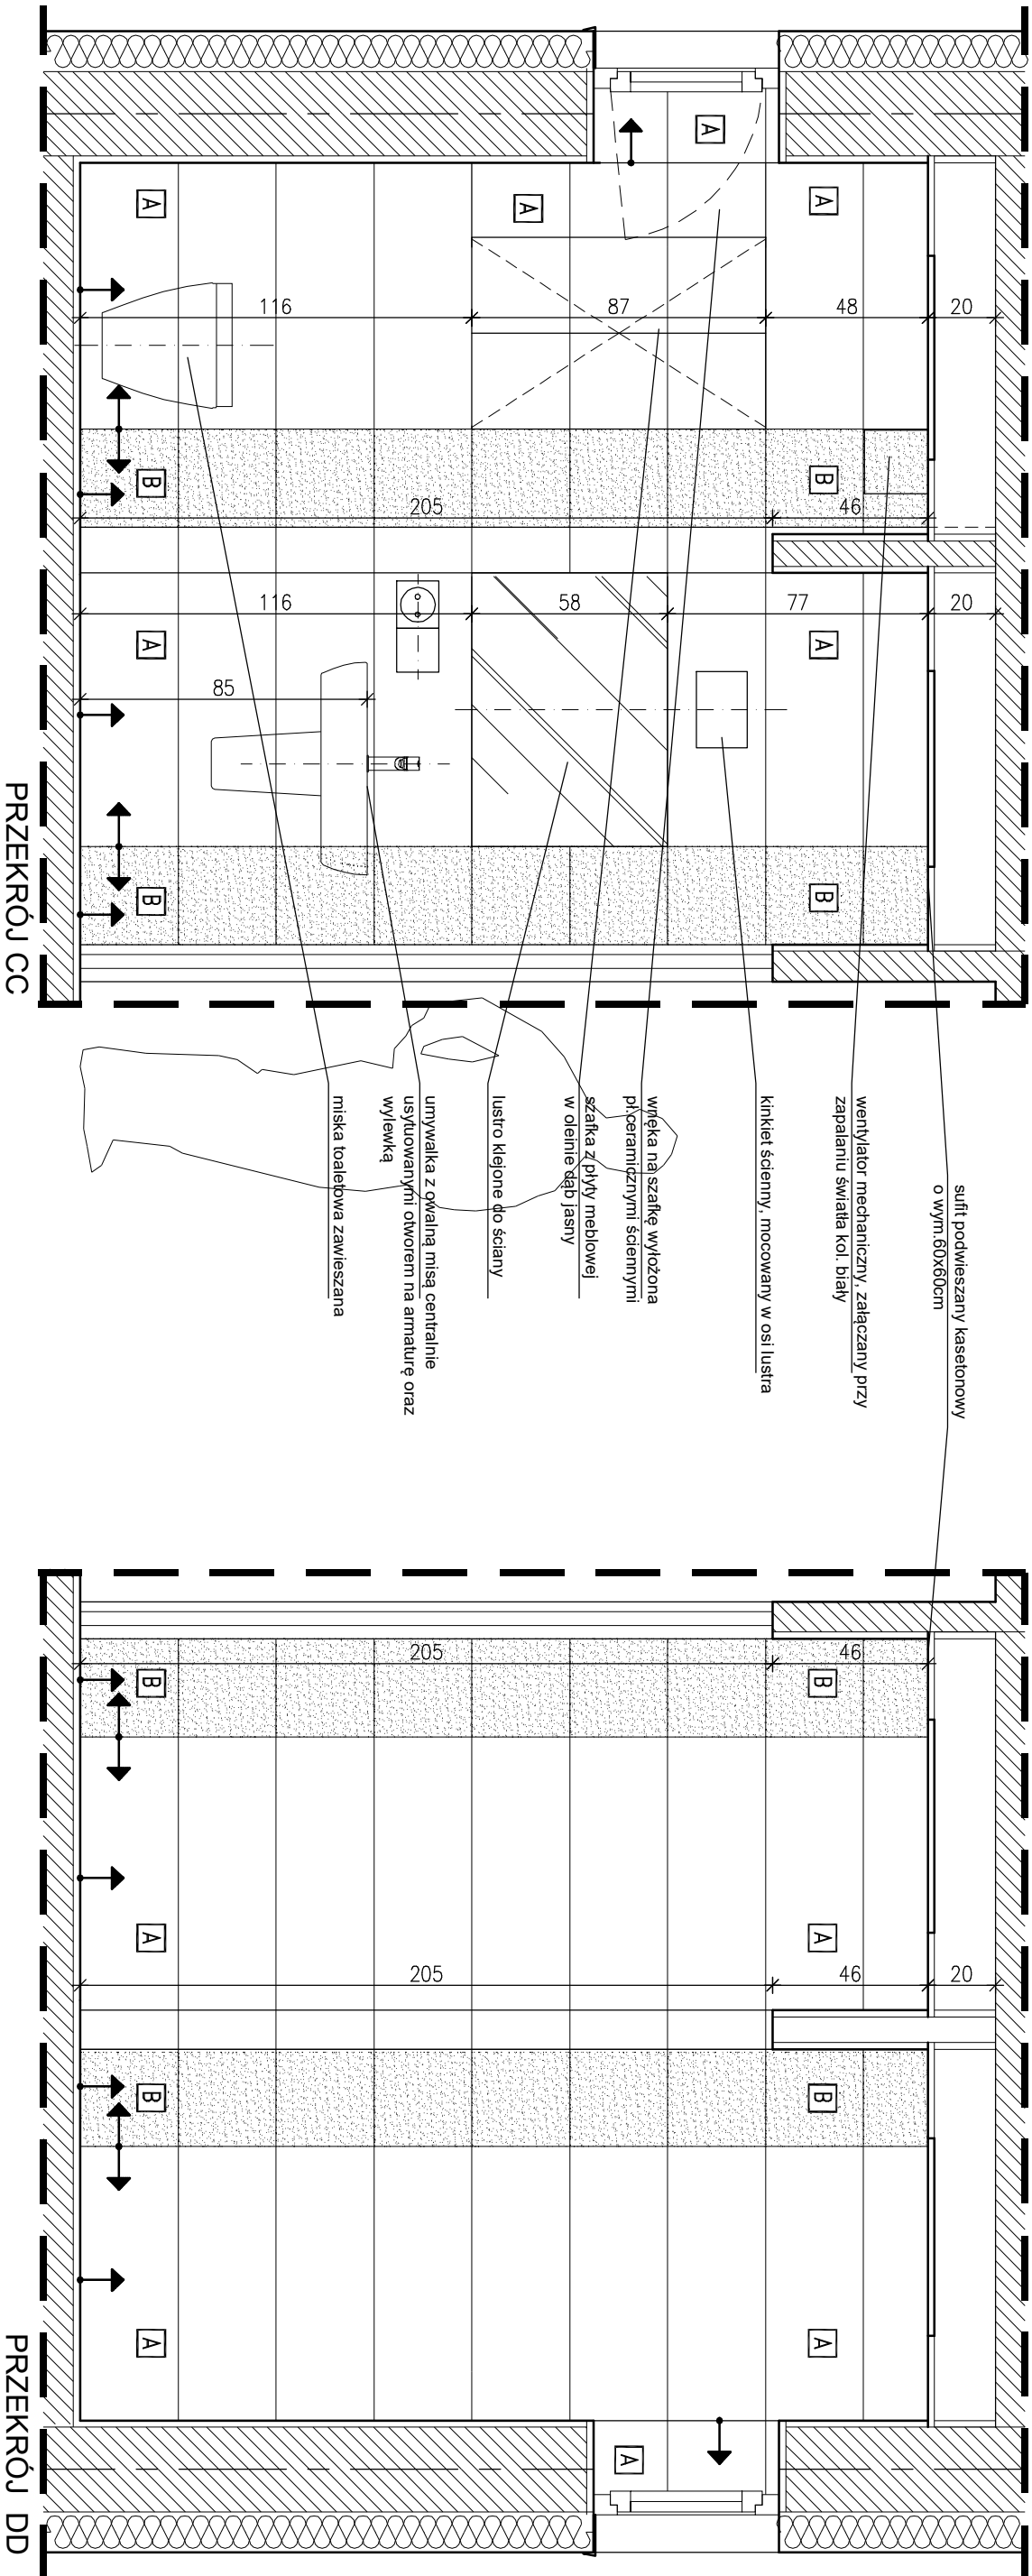 sufit podwieszany kasetonowy
o wym.60x60cm
wentylator mechaniczny, załączany przy
zapalaniu światła kol. biały
kinkiet ścienny, mocowany w osi lustra
wnęka na szafkę wyłożona
pł.ceramicznymi ściennymi
szafka z płyty meblowej
w oleinie dąb jasny
lustro klejone do ściany
umywalka z owalną misą centralnie
usytuowanymi otworem na armaturę oraz
wylewką
miska toaletowa zawieszana
A
A
A
A
20
48
87
116
B
B
46
205
20
77
58
116
A
A
85
B
B
PRZEKRÓJ CC
46
205
B
B
A
A
20
46
205
B
B
A
A
A
PRZEKRÓJ DD